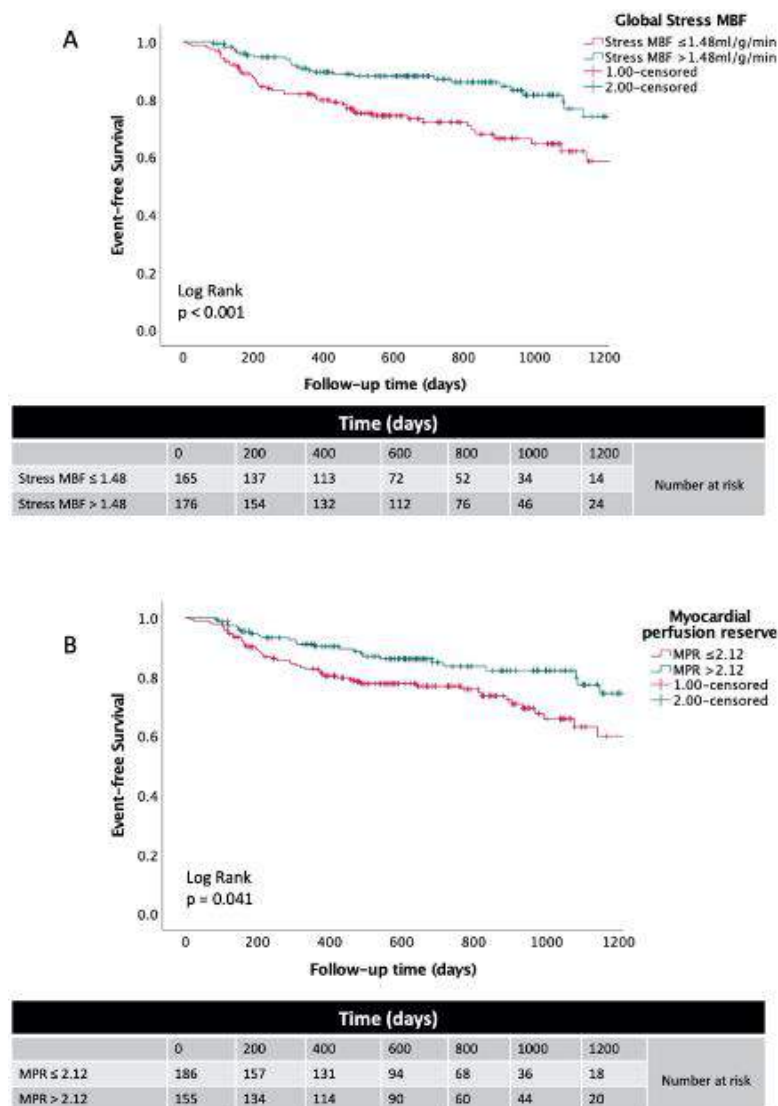 A
Global Stress MBF
Stress MBF ≤1.48ml/g/min
Stress MBF >1.48ml/g/min
1.00-censored
2.00-censored
1.0
0.8
0.6
0.4
0.2
0.0
Event-free Survival
Log Rank
p < 0.001
0 200 400 600 800 1000 1200
Follow-up time (days)
Time (days)
0 200 400 600 800 1000 1200
Stress MBF ≤ 1.48 165 137 113 72 52 34 14
Stress MBF > 1.48 176 154 132 112 76 46 24
Number at risk
B
Myocardial
perfusion reserve
MPR ≤2.12
MPR >2.12
1.00-censored
2.00-censored
1.0
0.8
0.6
0.4
0.2
0.0
Event-free Survival
Log Rank
p = 0.041
0 200 400 600 800 1000 1200
Follow-up time (days)
Time (days)
0 200 400 600 800 1000 1200
MPR ≤ 2.12 186 157 131 94 68 36 18
MPR > 2.12 155 134 114 90 60 44 20
Number at risk